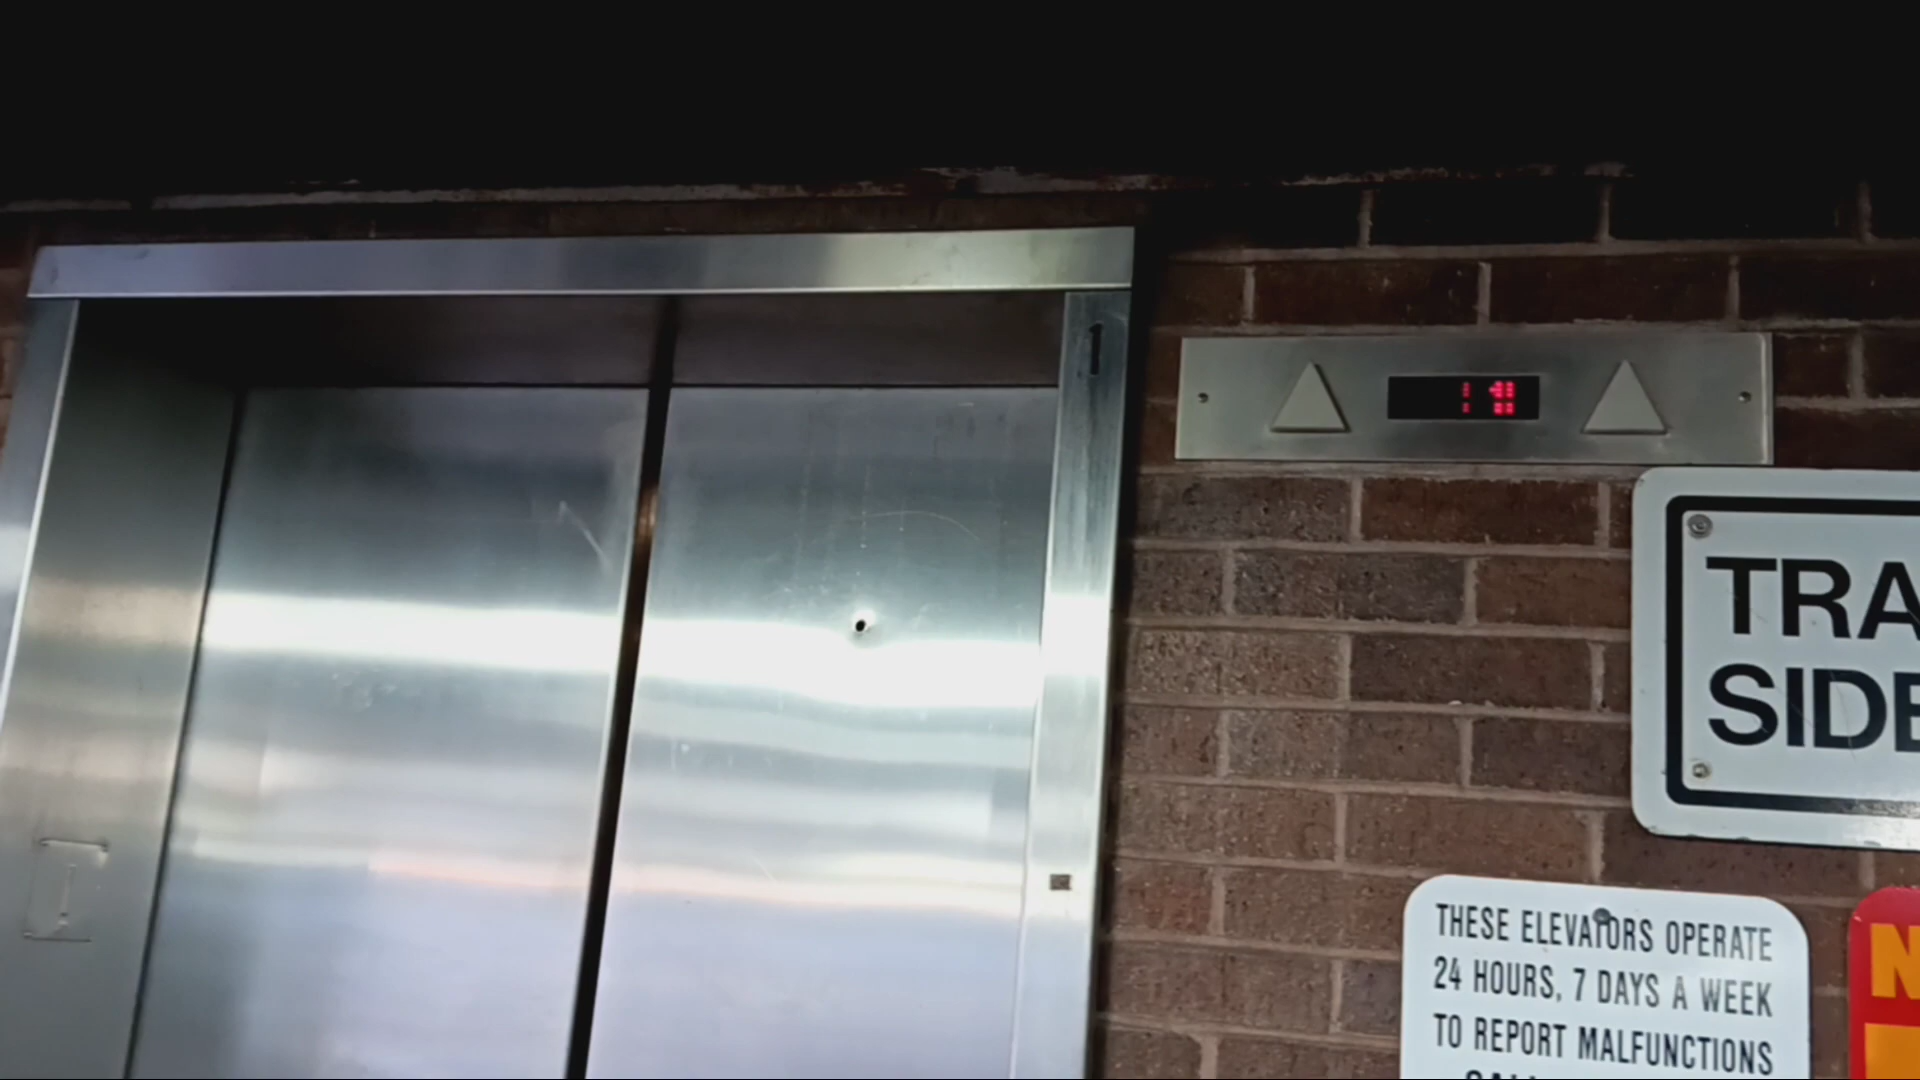 1
TRA
SIDE
THESE ELEVATORS OPERATE
24 HOURS, 7 DAYS A WEEK
TO REPORT MALFUNCTIONS
N